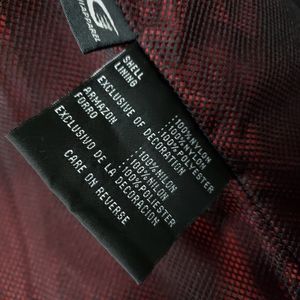 APPAREL
SHELL :100%NYLON
LINING :100%NYLON
:100%POLYESTER
EXCLUSIVE OF DECORATION
ARMAZON :100%NILON
FORRO :100%NILON
:100%POLIESTER
EXCLUSIVO DE LA DECORACION
CARE ON REVERSE